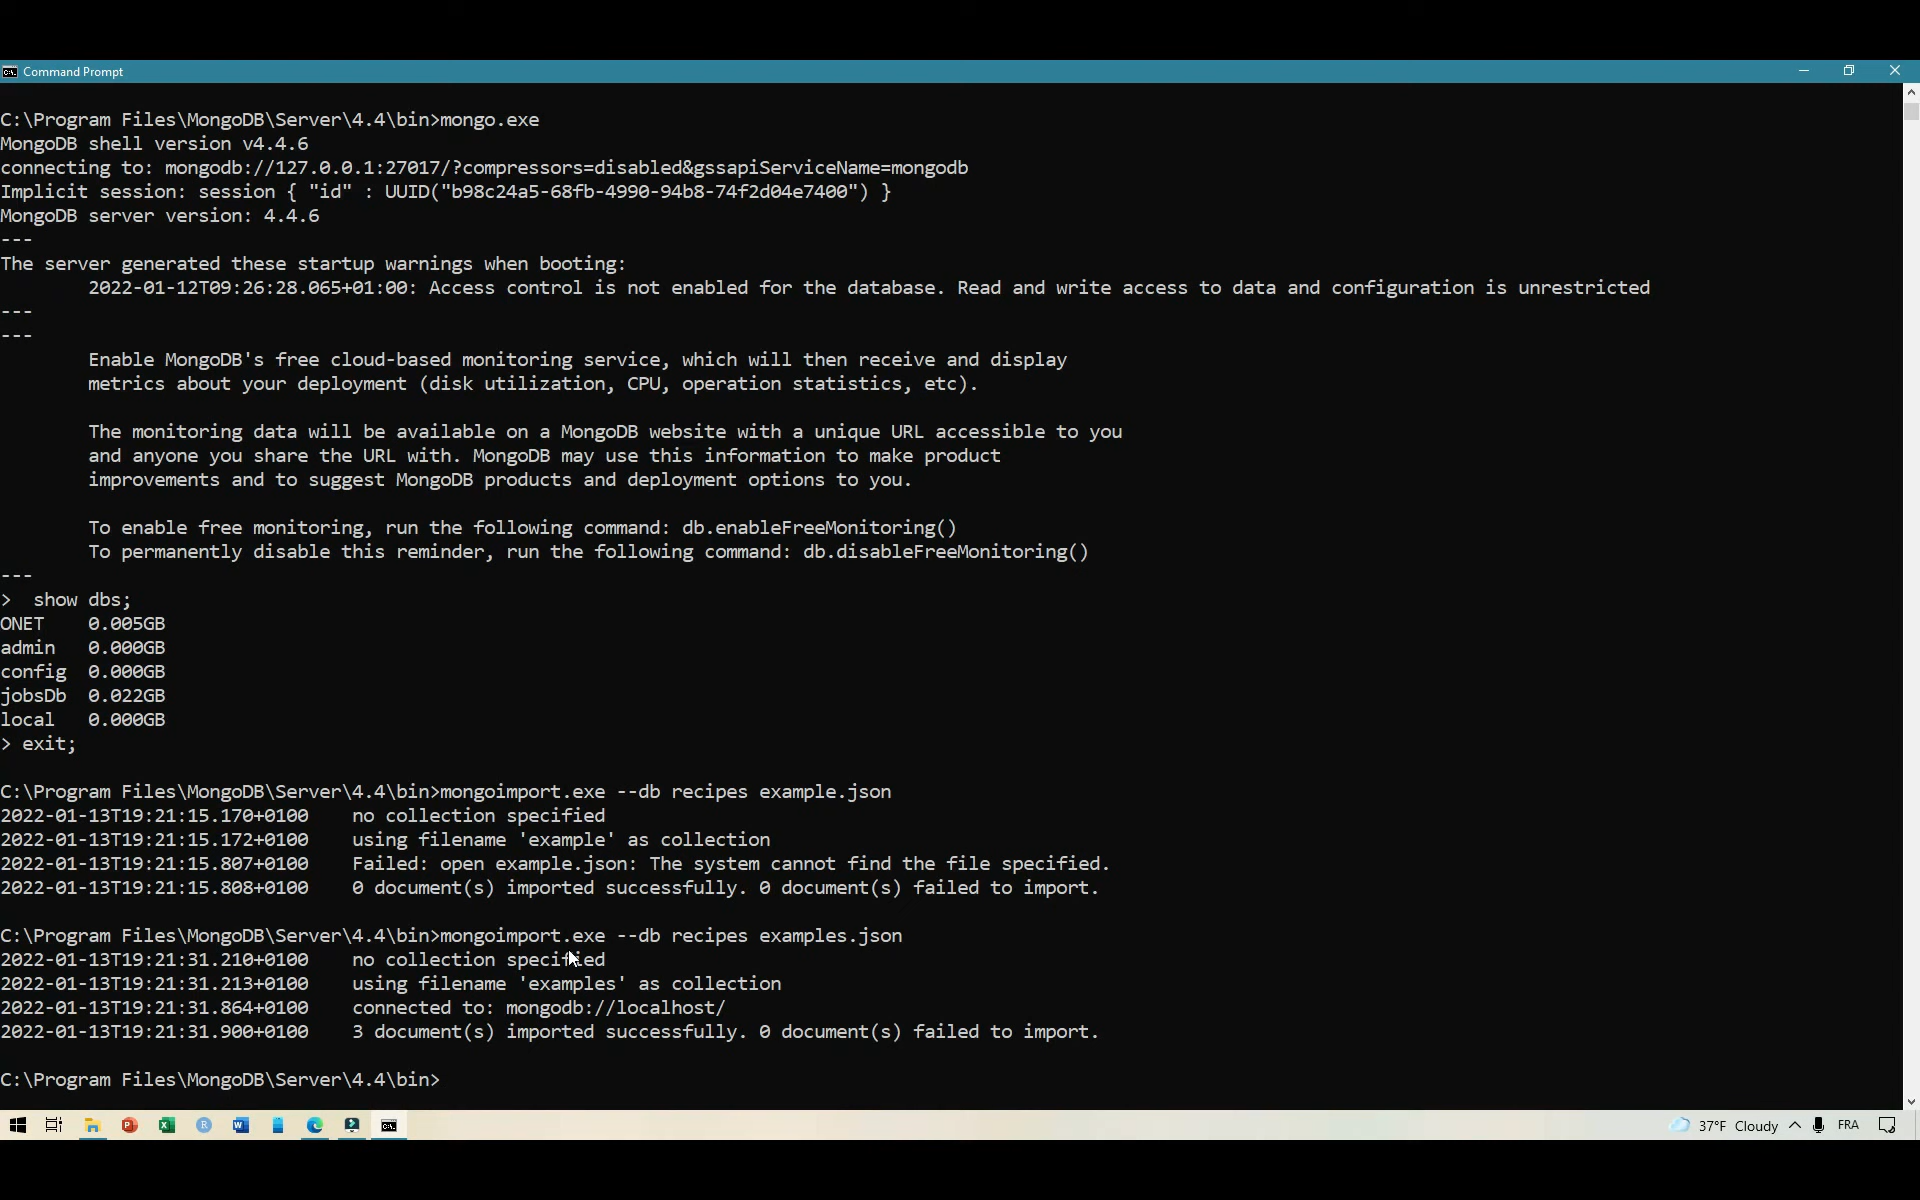 Command Prompt
C:\Program Files\MongoDB\Server\4.4\bin>mongo.exe
MongoDB shell version v4.4.6
connecting to: mongodb://127.0.0.1:27017/?compressors=disabled&gssapiServiceName=mongodb
Implicit session: session { "id" : UUID("b98c24a5-68fb-4990-94b8-74f2d04e7400") }
MongoDB server version: 4.4.6
---
The server generated these startup warnings when booting:
        2022-01-12T09:26:28.065+01:00: Access control is not enabled for the database. Read and write access to data and configuration is unrestricted
---
---
        Enable MongoDB's free cloud-based monitoring service, which will then receive and display
        metrics about your deployment (disk utilization, CPU, operation statistics, etc).
        The monitoring data will be available on a MongoDB website with a unique URL accessible to you
        and anyone you share the URL with. MongoDB may use this information to make product
        improvements and to suggest MongoDB products and deployment options to you.
        To enable free monitoring, run the following command: db.enableFreeMonitoring()
        To permanently disable this reminder, run the following command: db.disableFreeMonitoring()
---
>  show dbs;
ONET    0.005GB
admin   0.000GB
config  0.000GB
jobsDb  0.022GB
local   0.000GB
> exit;
C:\Program Files\MongoDB\Server\4.4\bin>mongoimport.exe --db recipes example.json
2022-01-13T19:21:15.170+0100    no collection specified
2022-01-13T19:21:15.172+0100    using filename 'example' as collection
2022-01-13T19:21:15.807+0100    Failed: open example.json: The system cannot find the file specified.
2022-01-13T19:21:15.808+0100    0 document(s) imported successfully. 0 document(s) failed to import.
C:\Program Files\MongoDB\Server\4.4\bin>mongoimport.exe --db recipes examples.json
2022-01-13T19:21:31.210+0100    no collection specified
2022-01-13T19:21:31.213+0100    using filename 'examples' as collection
2022-01-13T19:21:31.864+0100    connected to: mongodb://localhost/
2022-01-13T19:21:31.900+0100    3 document(s) imported successfully. 0 document(s) failed to import.
C:\Program Files\MongoDB\Server\4.4\bin>
37°F Cloudy FRA